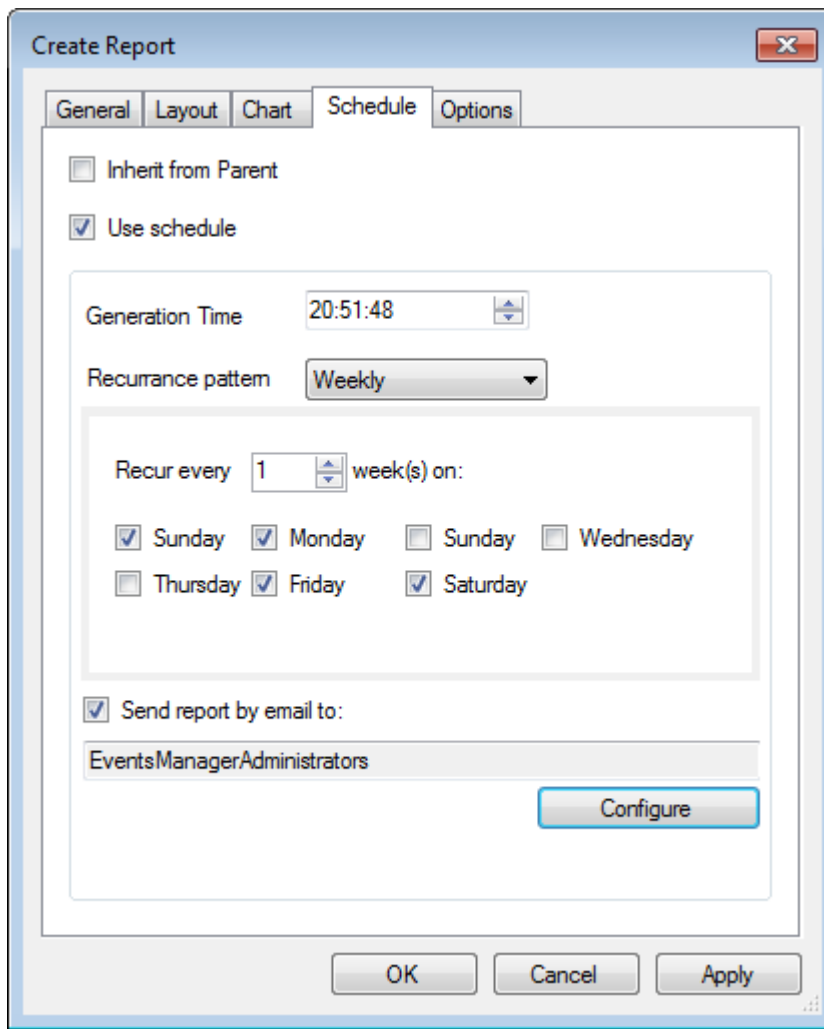 Create Report
General Layout Chart Schedule Options
Inherit from Parent
Use schedule
Generation Time 20:51:48
Recurrance pattern Weekly
Recur every 1 week(s) on:
Sunday Monday Sunday Wednesday
Thursday Friday Saturday
Send report by email to:
EventsManagerAdministrators
Configure
OK Cancel Apply